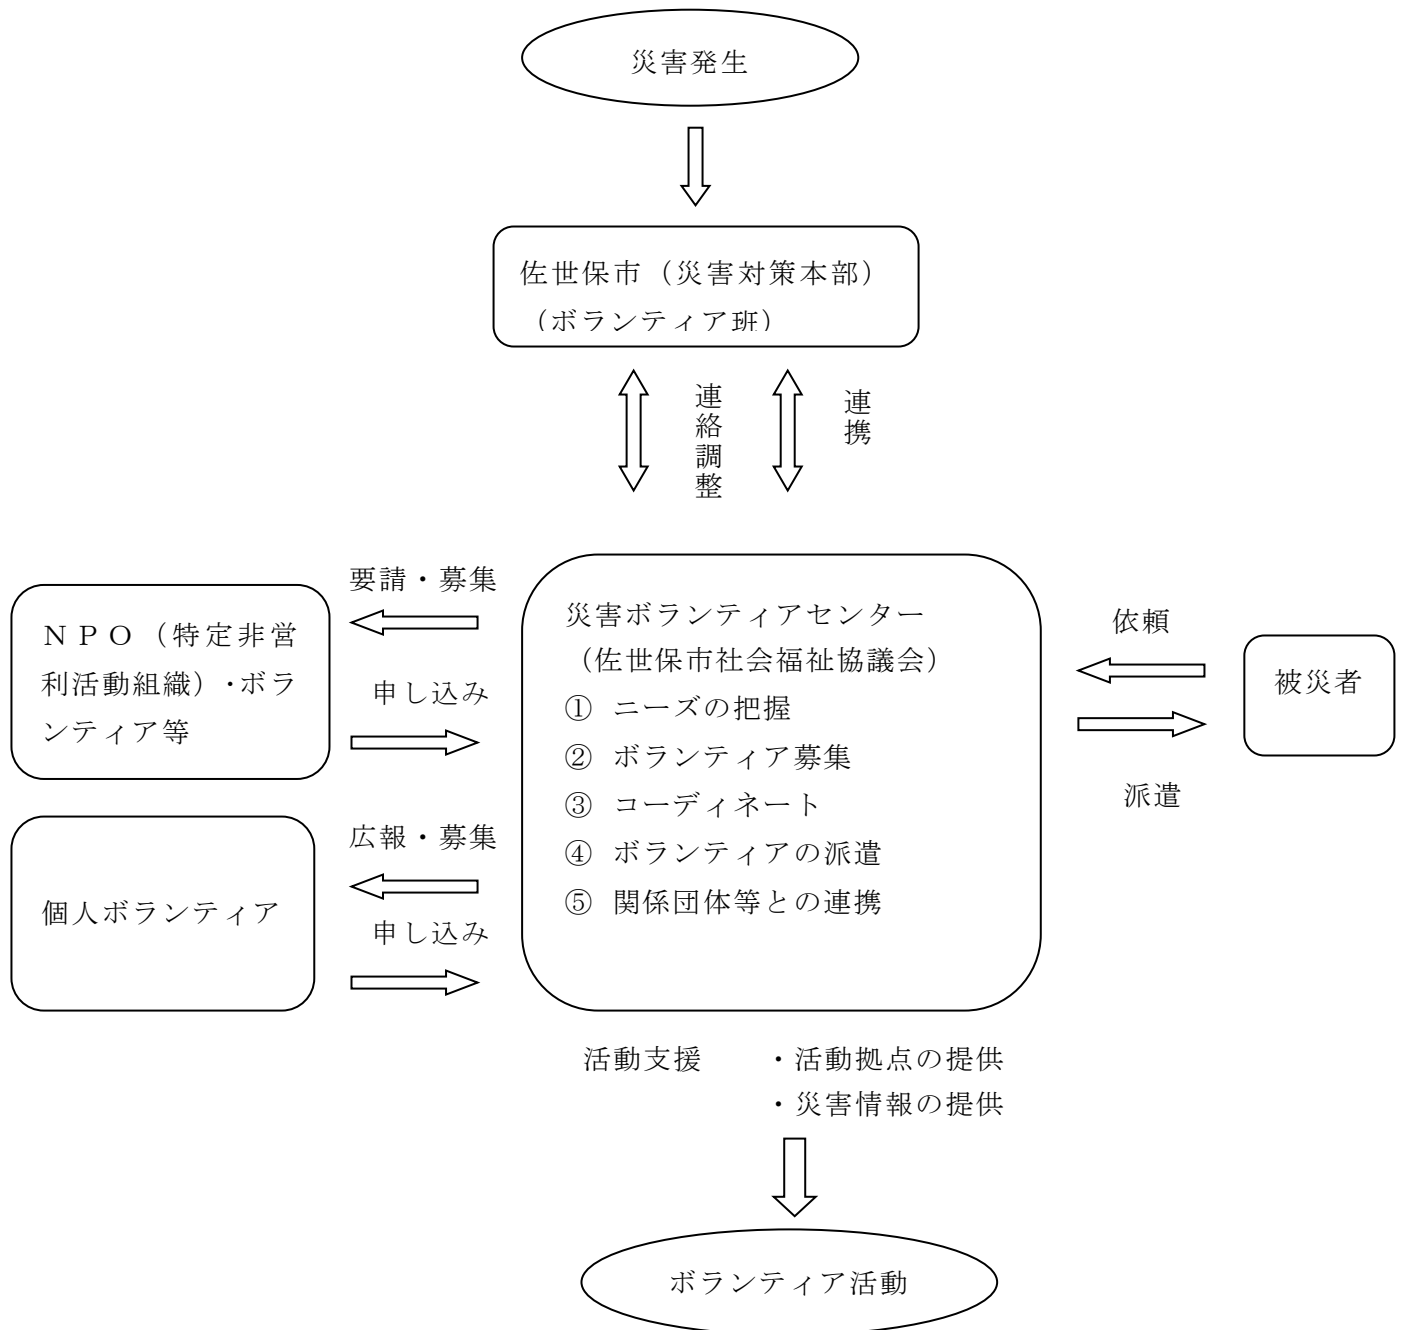 災害発生
佐世保市（災害対策本部）
（ボランティア班）
連絡調整
連携
要請・募集
ＮＰＯ（特定非営
利活動組織）・ボラ
ンティア等
申し込み
広報・募集
個人ボランティア
申し込み
災害ボランティアセンター
（佐世保市社会福祉協議会）
① ニーズの把握
② ボランティア募集
③ コーディネート
④ ボランティアの派遣
⑤ 関係団体等との連携
依頼
被災者
派遣
活動支援　・活動拠点の提供
・災害情報の提供
ボランティア活動